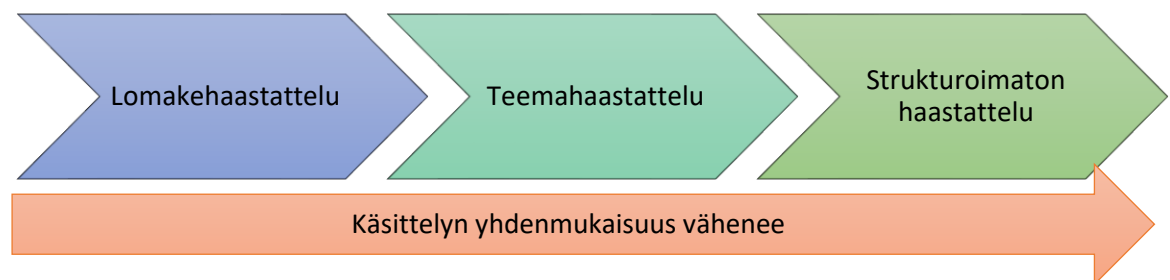 Lomakehaastattelu
Teemahaastattelu
Strukturoimaton
haastattelu
Käsittelyn yhdenmukaisuus vähenee